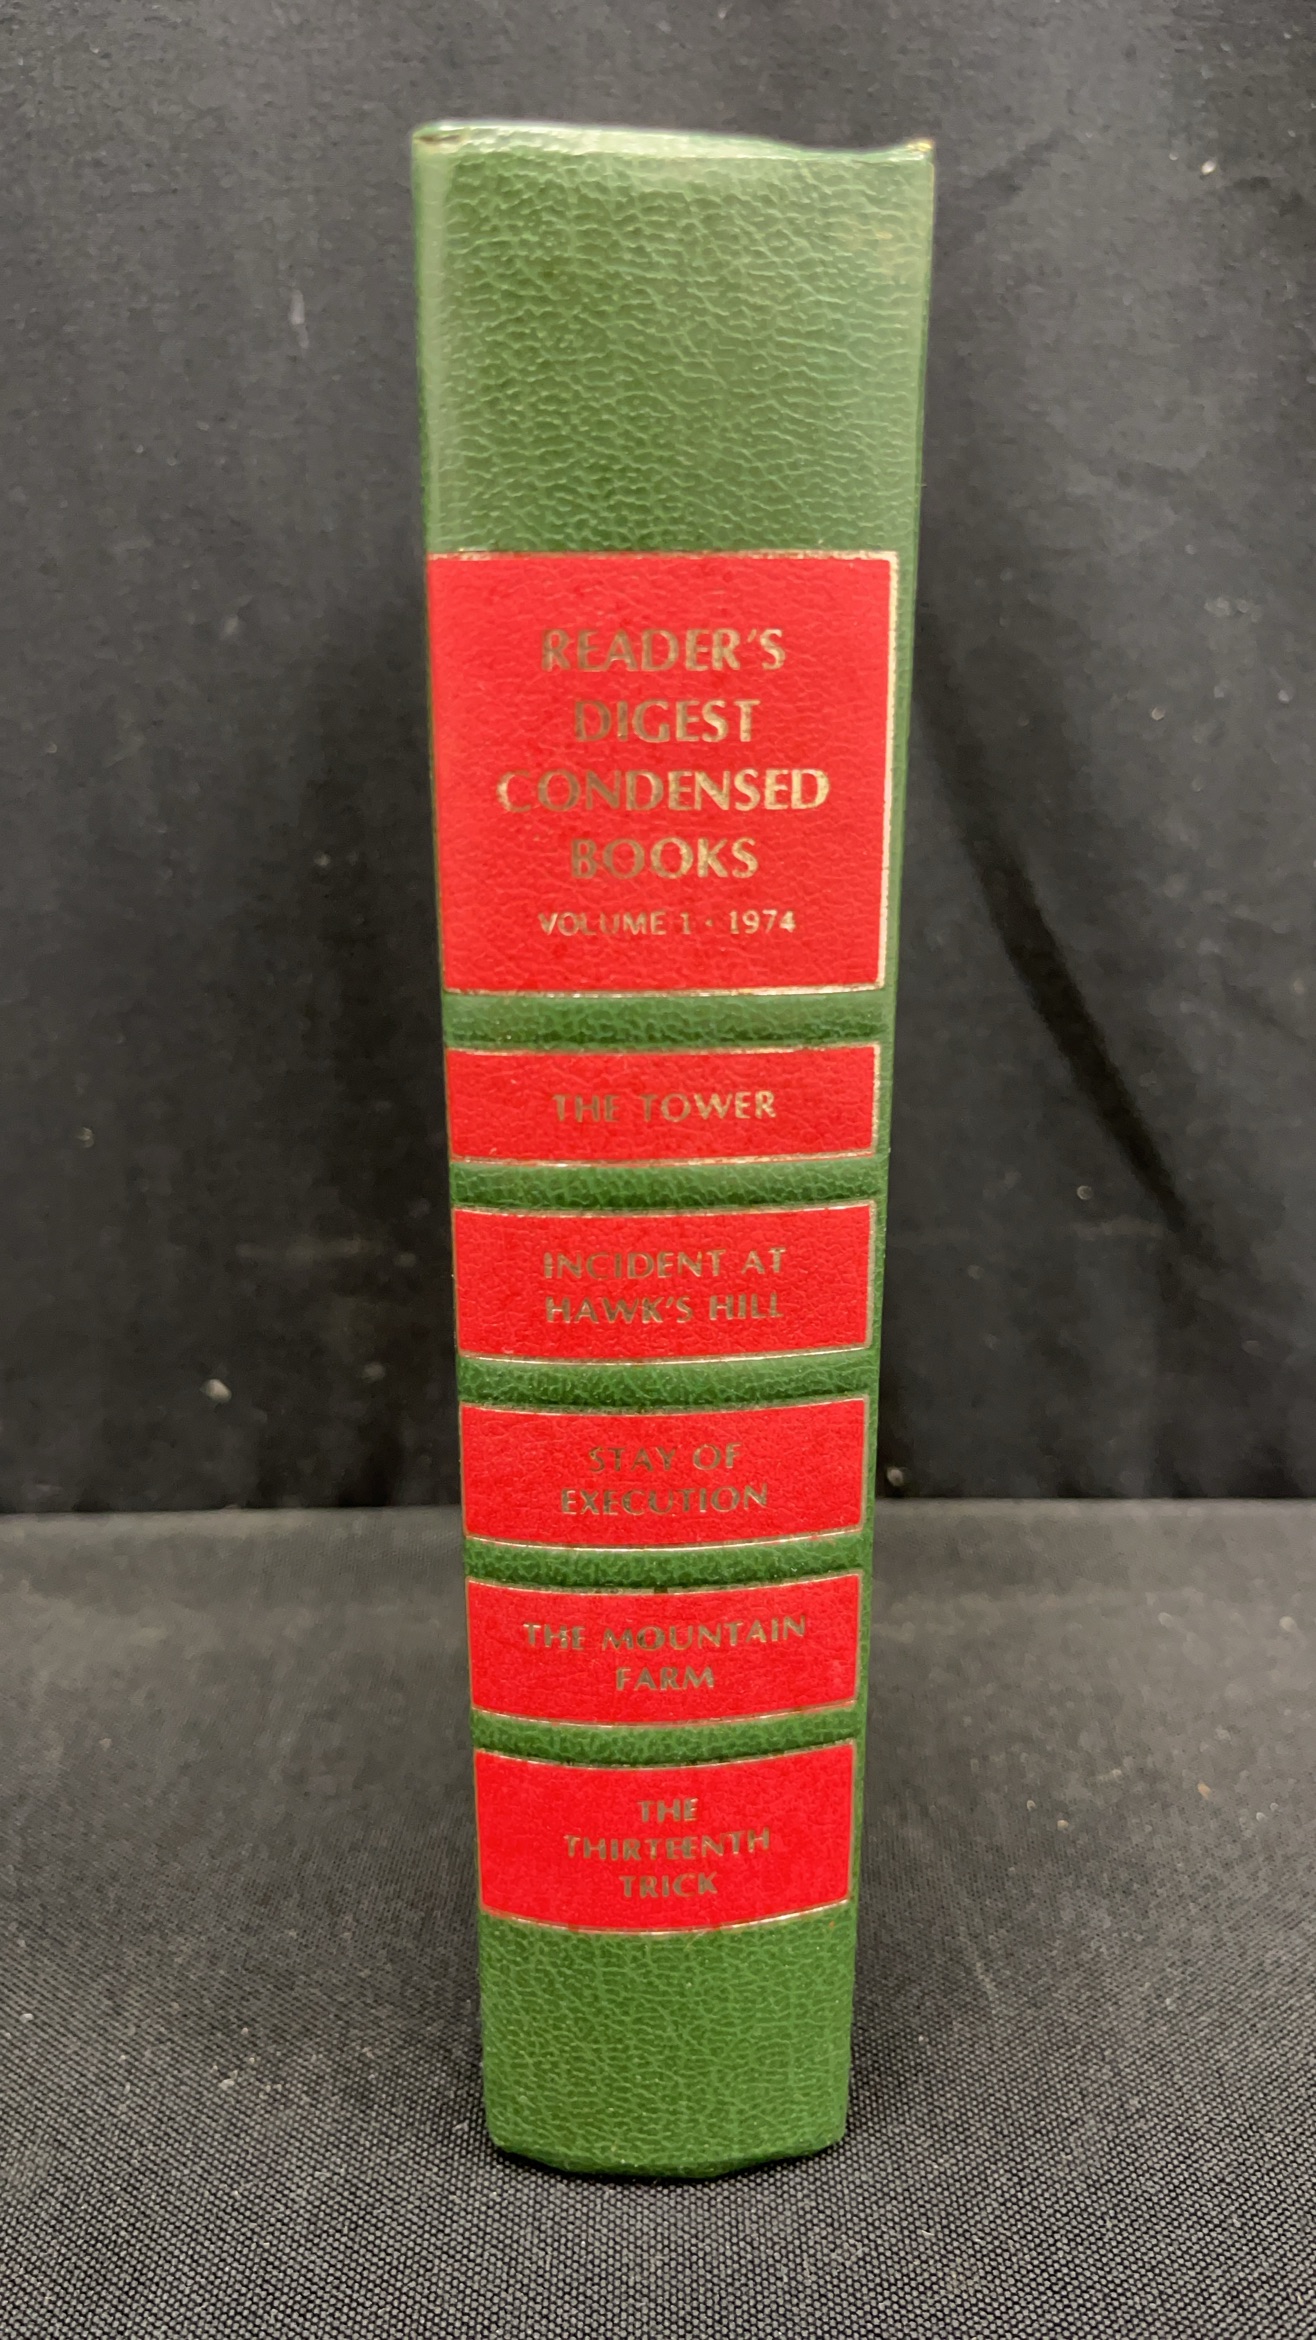 READER'S
DIGEST
CONDENSED
BOOKS
VOLUME 1 · 1974
THE TOWER
INCIDENT AT
HAWK'S HILL
STAY OF
EXECUTION
THE MOUNTAIN
FARM
THE
THIRTEENTH
TRICK